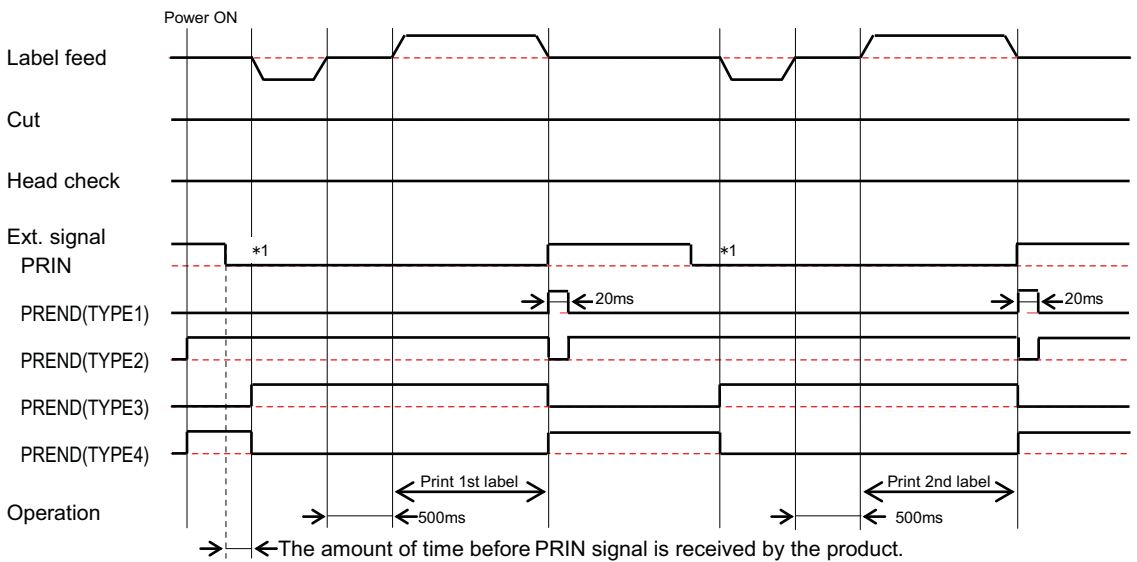 Power ON
Label feed
Cut
Head check
Ext. signal
PRIN
*1
*1
PREND(TYPE1)
20ms
20ms
PREND(TYPE2)
PREND(TYPE3)
PREND(TYPE4)
Print 1st label
Print 2nd label
Operation
500ms
500ms
The amount of time before PRIN signal is received by the product.